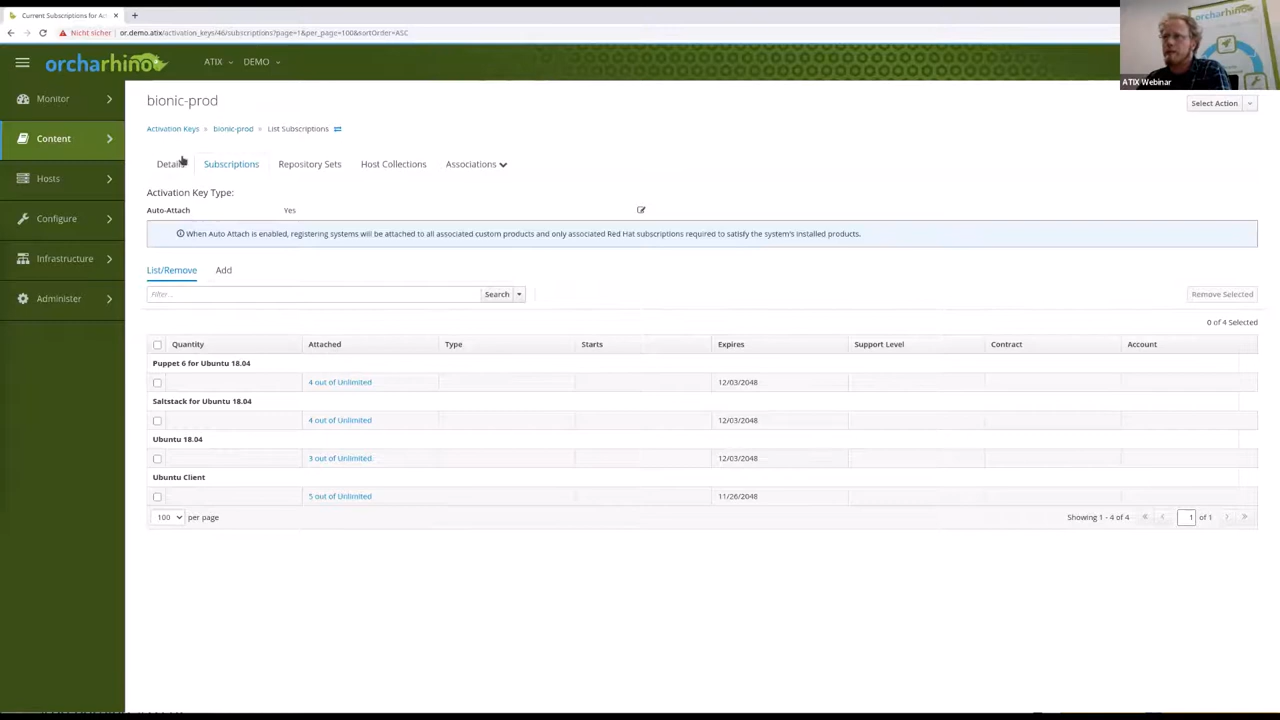 Current Subscriptions for Ac
Nicht sicher or.demo.atix/activation_keys/46/subscriptions?page=1&per_page=100&sortOrder=ASC
orcharhino ATIX DEMO
orcharhino
ATIX Webinar
Monitor
Content
Hosts
Configure
Infrastructure
Administer
bionic-prod
Select Action
Activation Keys » bionic-prod » List Subscriptions
Details Subscriptions Repository Sets Host Collections Associations
Activation Key Type:
Auto-Attach Yes
When Auto Attach is enabled, registering systems will be attached to all associated custom products and only associated Red Hat subscriptions required to satisfy the system's installed products.
List/Remove Add
Filter... Search Remove Selected
0 of 4 Selected
Quantity Attached Type Starts Expires Support Level Contract Account
Puppet 6 for Ubuntu 18.04
4 out of Unlimited 12/03/2048
Saltstack for Ubuntu 18.04
4 out of Unlimited 12/03/2048
Ubuntu 18.04
3 out of Unlimited 12/03/2048
Ubuntu Client
5 out of Unlimited 11/26/2048
100 per page Showing 1 - 4 of 4 « ‹ 1 of 1 › »